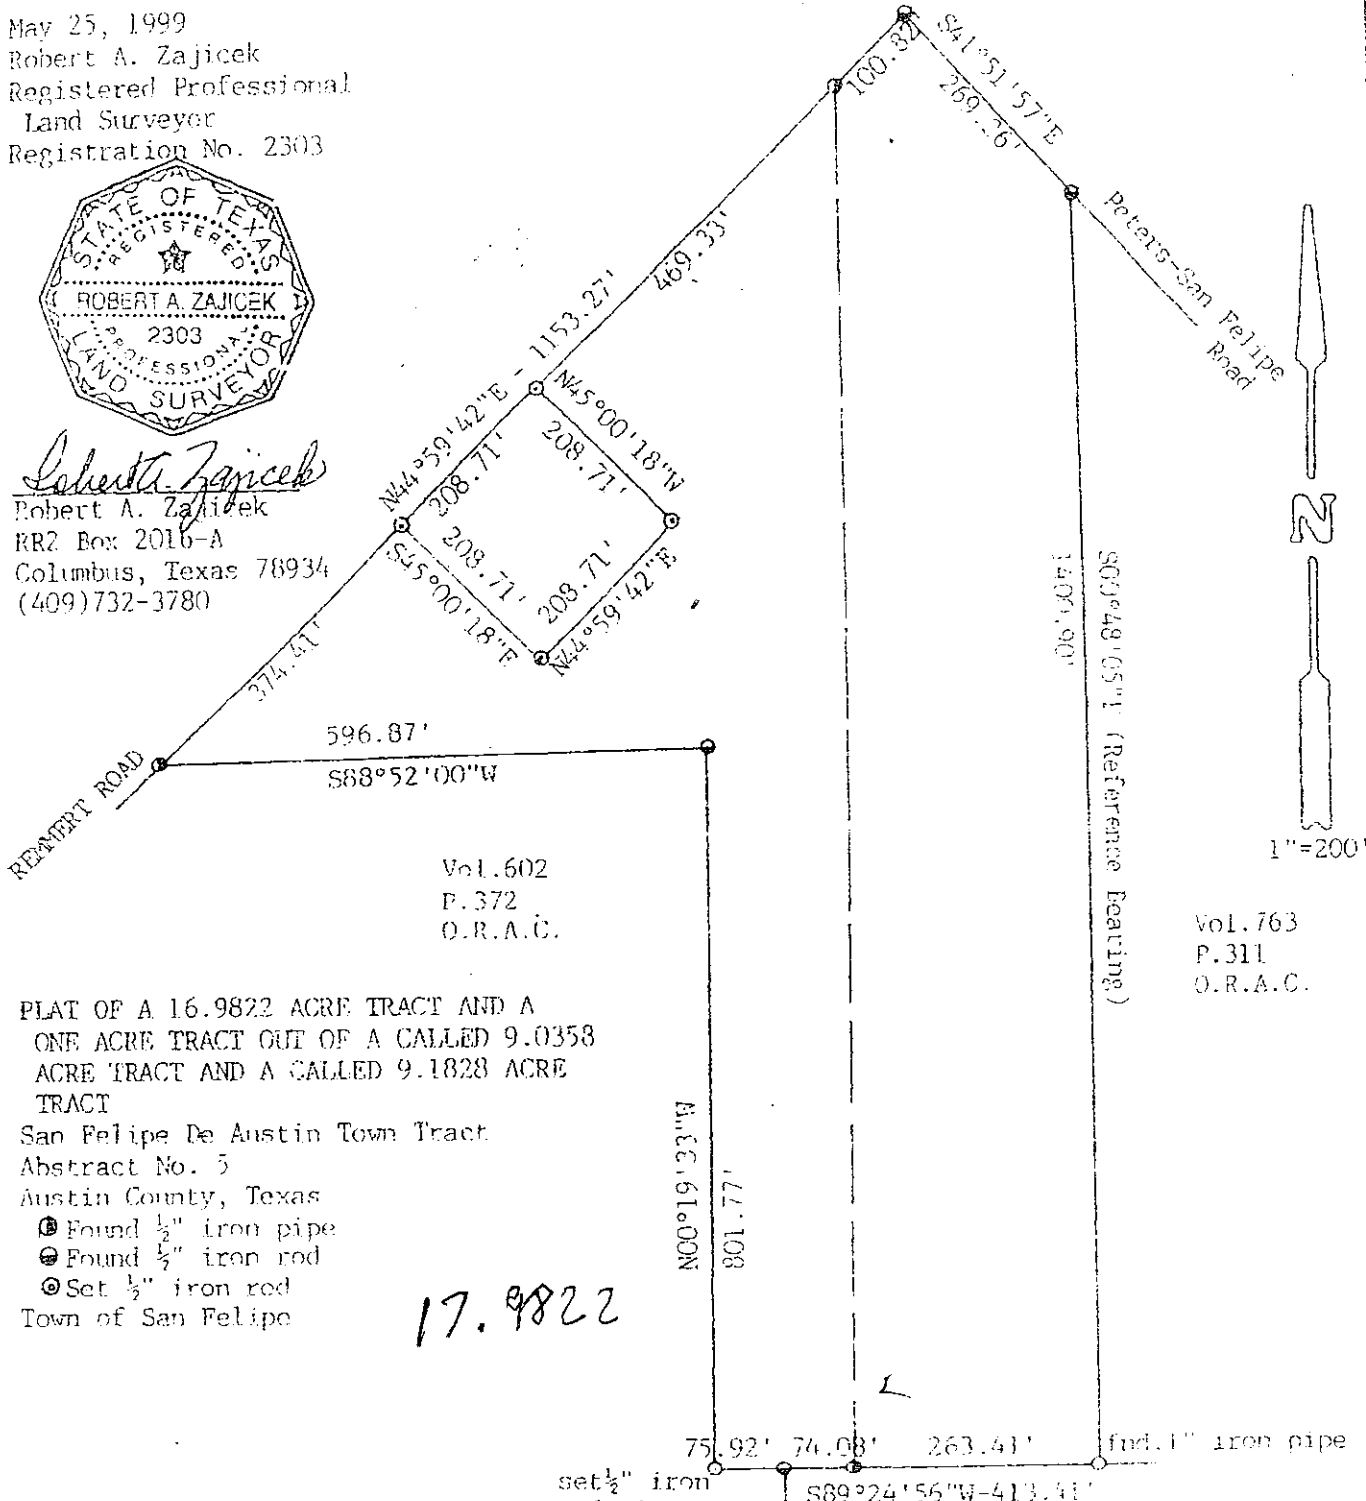 May 25, 1999
Robert A. Zajicek
Registered Professional
Land Surveyor
Registration No. 2303
STATE OF TEXAS
REGISTERED
ROBERT A. ZAJICEK
2303
PROFESSIONAL
LAND SURVEYOR
Robert A. Zajicek
Robert A. Zajicek
RR2 Box 2016-A
Columbus, Texas 78934
(409)732-3780
100.82'
S41°51'57"E
269.26'
Peters-San Felipe
Road
469.33'
N44°59'42"E - 1153.27'
208.71'
N45°00'18"W
208.71'
208.71'
S45°00'18"E
208.71'
N44°59'42"E
374.41'
REMMERT ROAD
596.87'
S88°52'00"W
(Reference Bearing)
N
1"=200'
Vol.602
P.372
O.R.A.C.
Vol.763
P.311
O.R.A.C.
PLAT OF A 16.9822 ACRE TRACT AND A
ONE ACRE TRACT OUT OF A CALLED 9.0358
ACRE TRACT AND A CALLED 9.1828 ACRE
TRACT
San Felipe De Austin Town Tract
Abstract No. 5
Austin County, Texas
Found ½" iron pipe
Found ½" iron rod
Set ½" iron rod
Town of San Felipe
17.9822
N00°19'33"W
801.77'
75.92' 74.08' 263.41' fnd.1" iron pipe
set½" iron
S89°24'56"W-413.41'